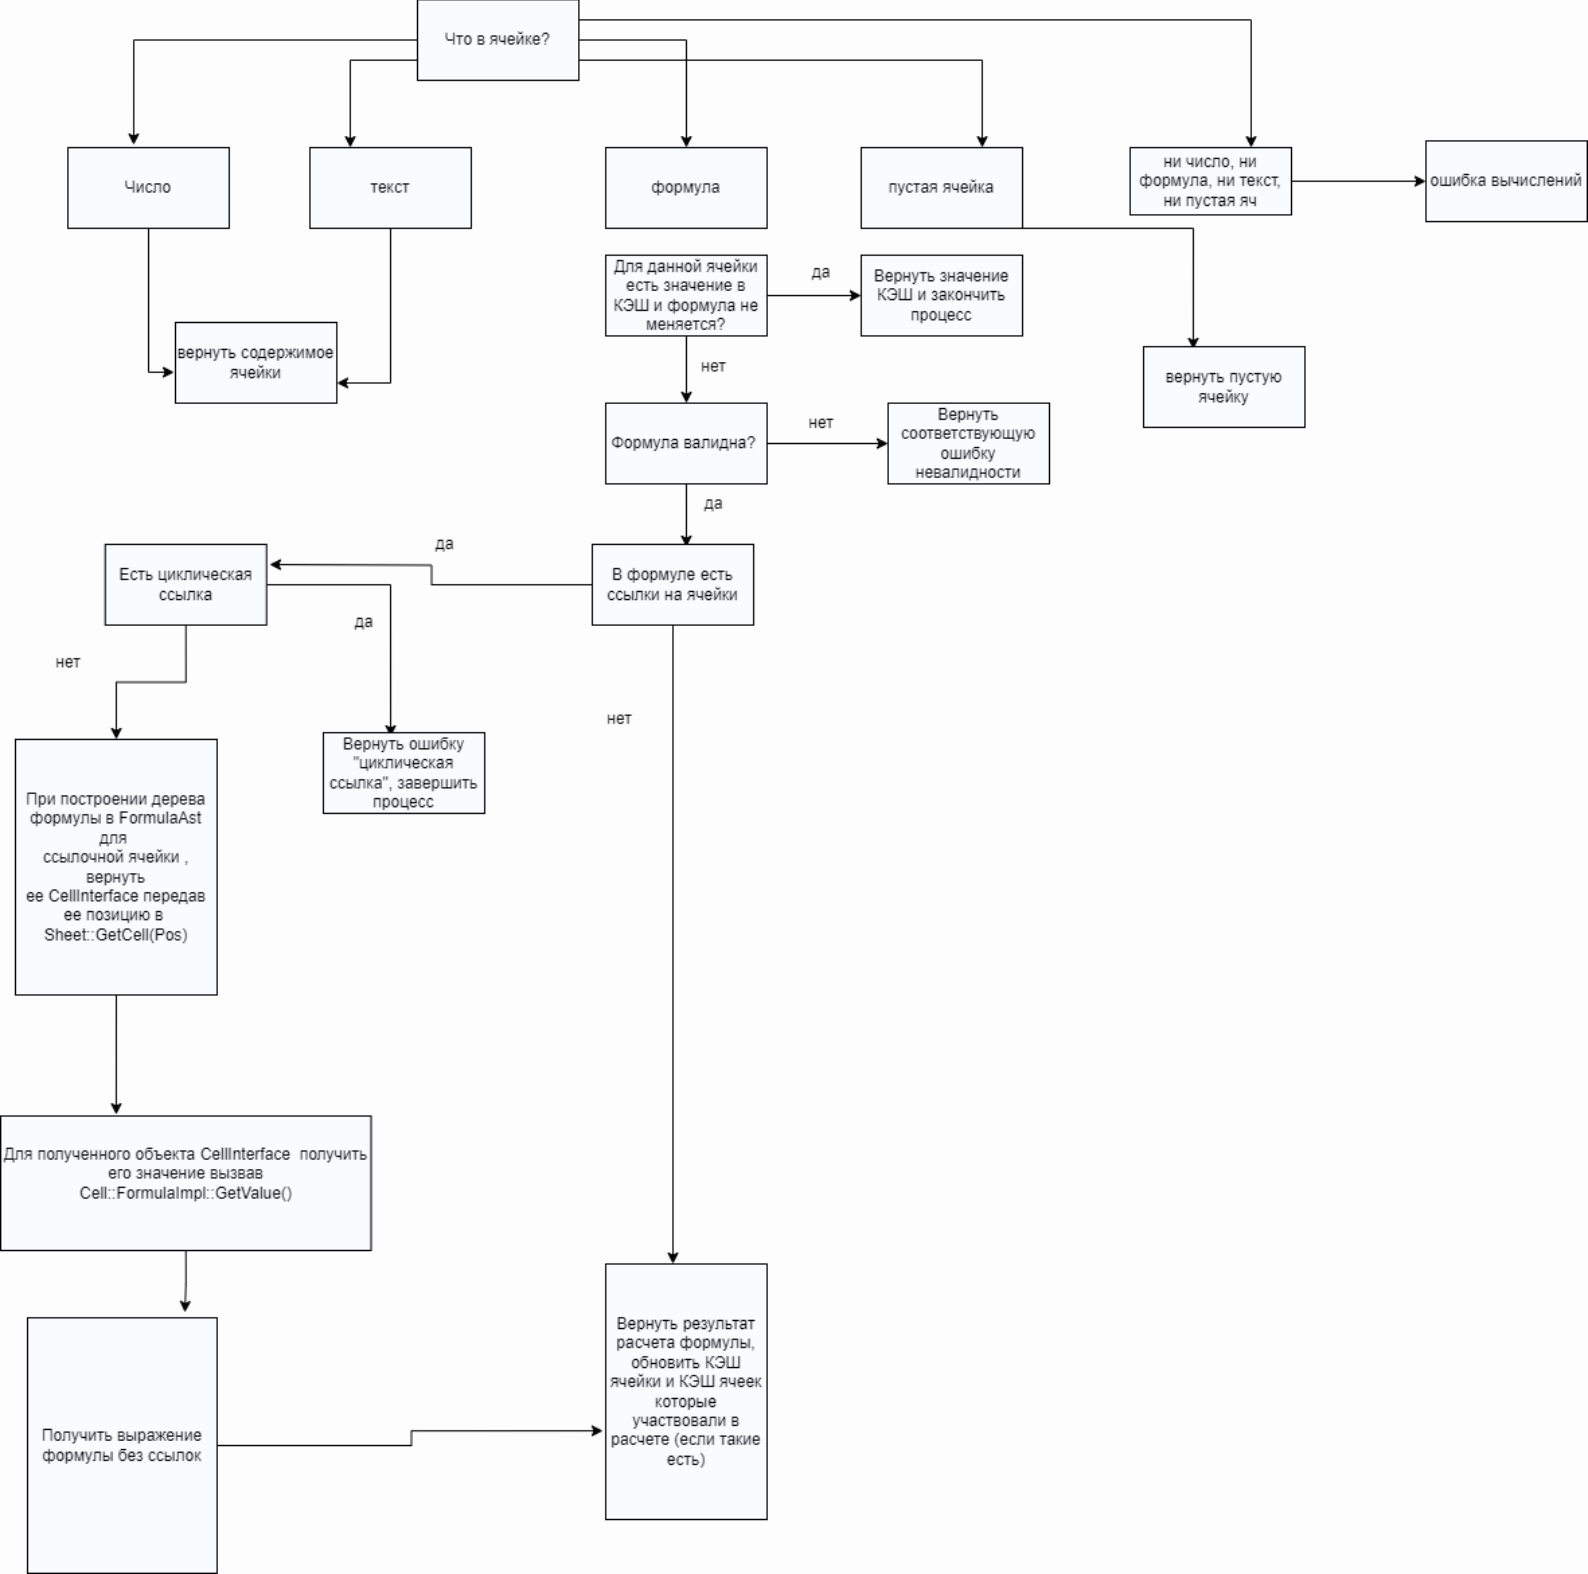 Что в ячейке?
Число
текст
формула
пустая ячейка
ни число, ни
формула, ни текст,
ни пустая яч
ошибка вычислений
Для данной ячейки
есть значение в
КЭШ и формула не
меняется?
да
Вернуть значение
КЭШ и закончить
процесс
вернуть содержимое
ячейки
нет
вернуть пустую
ячейку
Формула валидна?
нет
Вернуть
соответствующую
ошибку
невалидности
да
В формуле есть
ссылки на ячейки
да
Есть циклическая
ссылка
да
нет
нет
Вернуть ошибку
"циклическая
ссылка", завершить
процесс
При построении дерева
формулы в FormulaAst
для
ссылочной ячейки ,
вернуть
ее CellInterface передав
ее позицию в
Sheet::GetCell(Pos)
Для полученного объекта CellInterface  получить
его значение вызвав
Cell::FormulaImpl::GetValue()
Получить выражение
формулы без ссылок
Вернуть результат
расчета формулы,
обновить КЭШ
ячейки и КЭШ ячеек
которые
участвовали в
расчете (если такие
есть)